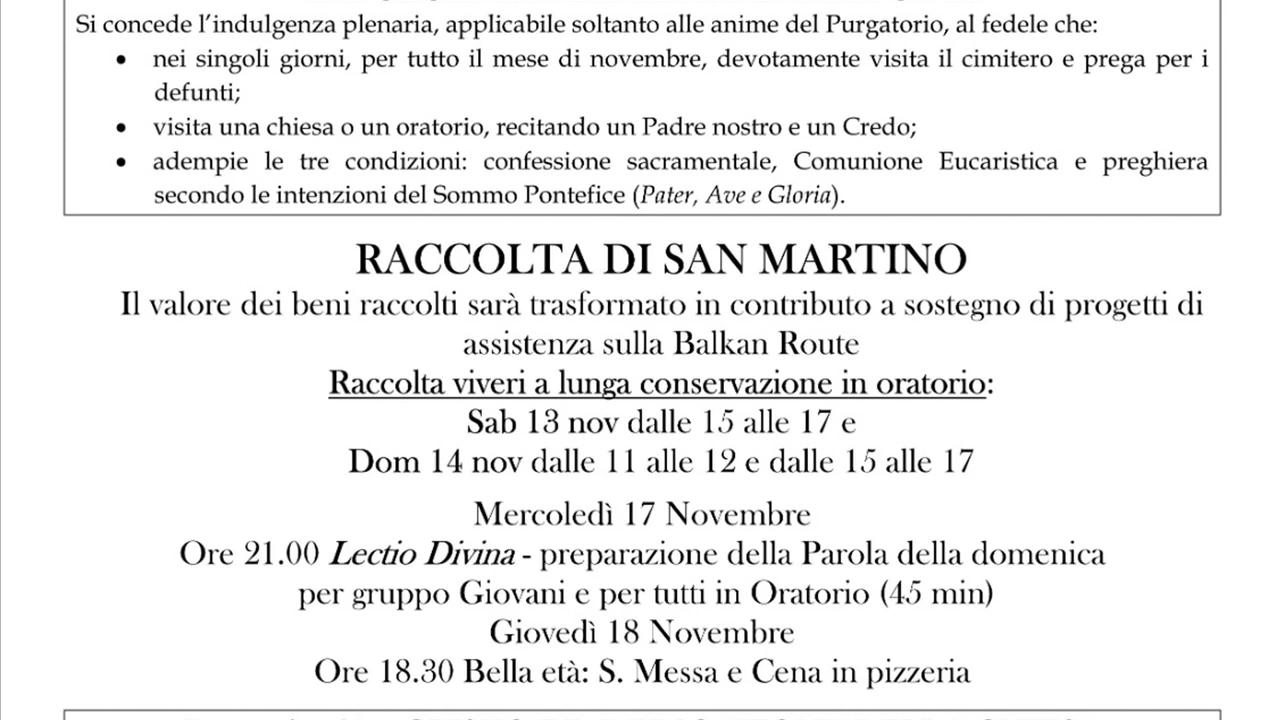 Si concede l’indulgenza plenaria, applicabile soltanto alle anime del Purgatorio, al fedele che:
• nei singoli giorni, per tutto il mese di novembre, devotamente visita il cimitero e prega per i
defunti;
• visita una chiesa o un oratorio, recitando un Padre nostro e un Credo;
• adempie le tre condizioni: confessione sacramentale, Comunione Eucaristica e preghiera
secondo le intenzioni del Sommo Pontefice (Pater, Ave e Gloria).
RACCOLTA DI SAN MARTINO
Il valore dei beni raccolti sarà trasformato in contributo a sostegno di progetti di
assistenza sulla Balkan Route
Raccolta viveri a lunga conservazione in oratorio:
Sab 13 nov dalle 15 alle 17 e
Dom 14 nov dalle 11 alle 12 e dalle 15 alle 17
Mercoledì 17 Novembre
Ore 21.00 Lectio Divina - preparazione della Parola della domenica
per gruppo Giovani e per tutti in Oratorio (45 min)
Giovedì 18 Novembre
Ore 18.30 Bella età: S. Messa e Cena in pizzeria